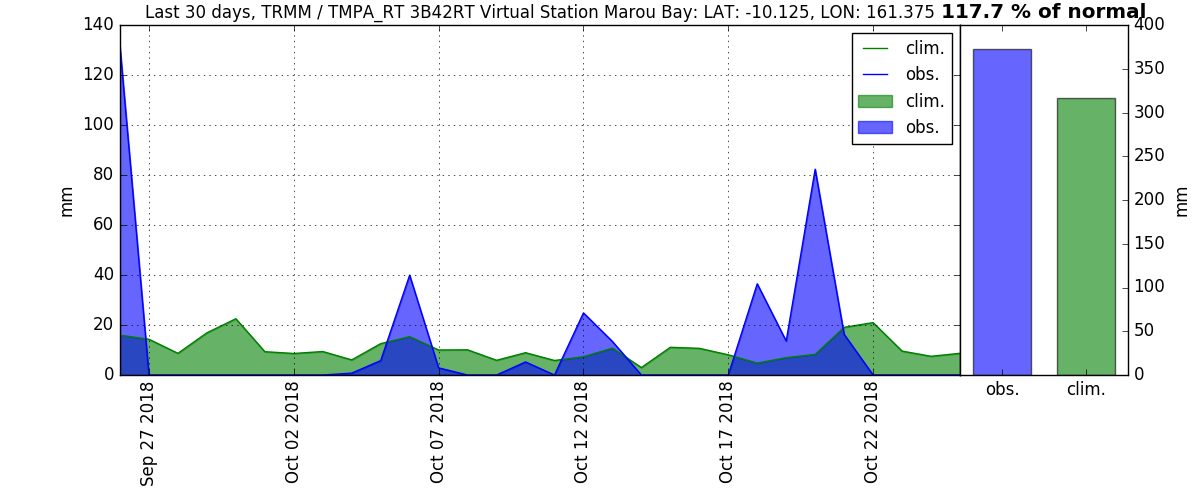 Last 30 days, TRMM / TMPA_RT 3B42RT Virtual Station Marou Bay: LAT: -10.125, LON: 161.375 117.7 % of normal
140
120
100
80
60
40
20
0
mm
clim.
obs.
clim.
obs.
Sep 27 2018
Oct 02 2018
Oct 07 2018
Oct 12 2018
Oct 17 2018
Oct 22 2018
400
350
300
250
200
150
100
50
0
mm
obs.
clim.